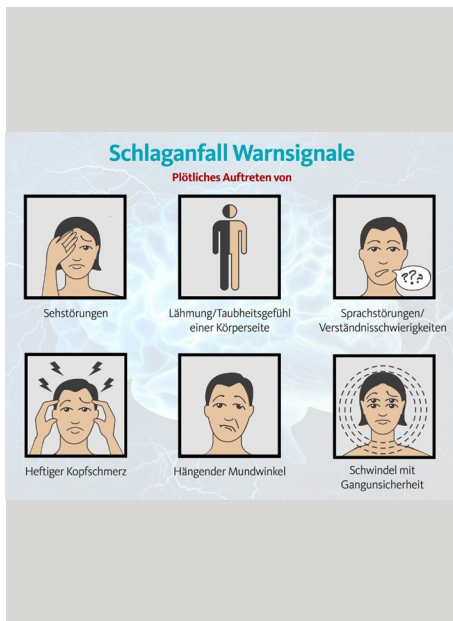 Schlaganfall Warnsignale
Plötliches Auftreten von
???
Sehstörungen
Lähmung/Taubheitsgefühl
einer Körperseite
Sprachstörungen/
Verständnisschwierigkeiten
Heftiger Kopfschmerz
Hängender Mundwinkel
Schwindel mit
Gangunsicherheit